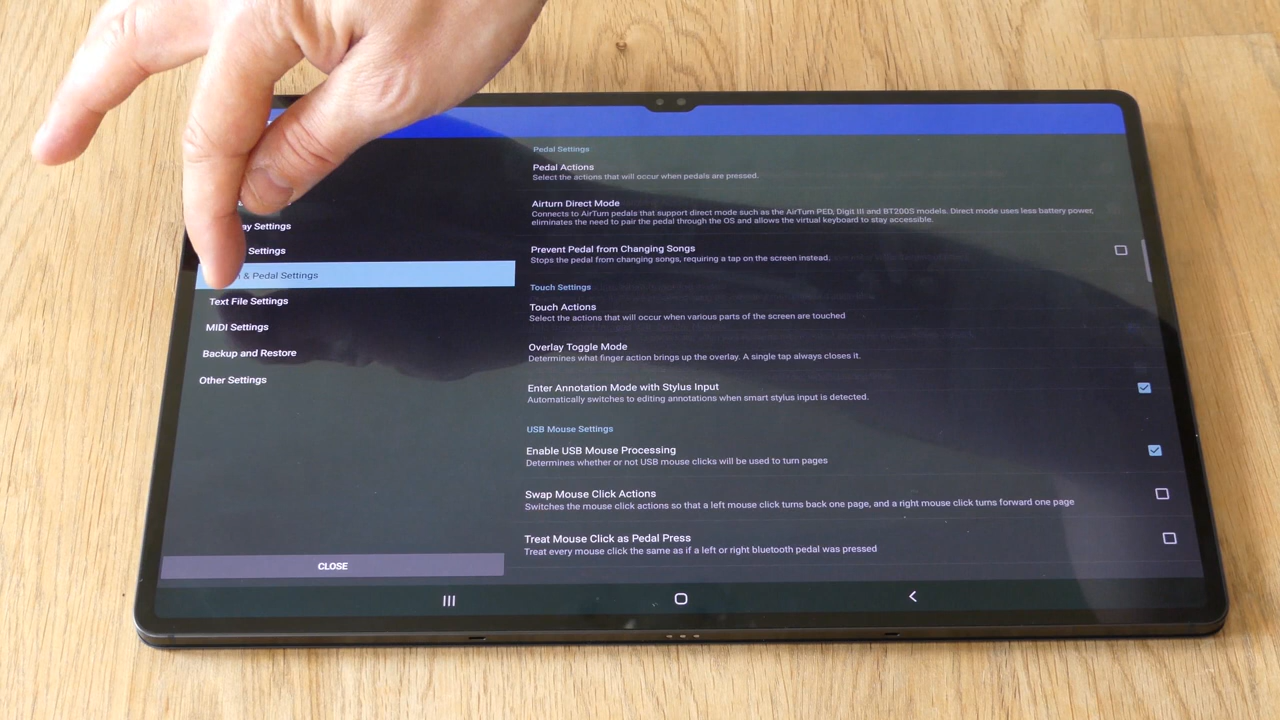 Settings
Settings
& Pedal Settings
Text File Settings
MIDI Settings
Backup and Restore
Other Settings
CLOSE
Pedal Settings
Pedal Actions
Select the actions that will occur when pedals are pressed.
Airturn Direct Mode
Connects to AirTurn pedals that support direct mode such as the AirTurn PED, Digit III and BT200S models. Direct mode uses less battery power,
eliminates the need to pair the pedal through the OS and allows the virtual keyboard to stay accessible.
Prevent Pedal from Changing Songs
Stops the pedal from changing songs, requiring a tap on the screen instead.
Touch Settings
Touch Actions
Select the actions that will occur when various parts of the screen are touched
Overlay Toggle Mode
Determines what finger action brings up the overlay. A single tap always closes it.
Enter Annotation Mode with Stylus Input
Automatically switches to editing annotations when smart stylus input is detected.
USB Mouse Settings
Enable USB Mouse Processing
Determines whether or not USB mouse clicks will be used to turn pages
Swap Mouse Click Actions
Switches the mouse click actions so that a left mouse click turns back one page, and a right mouse click turns forward one page
Treat Mouse Click as Pedal Press
Treat every mouse click the same as if a left or right bluetooth pedal was pressed